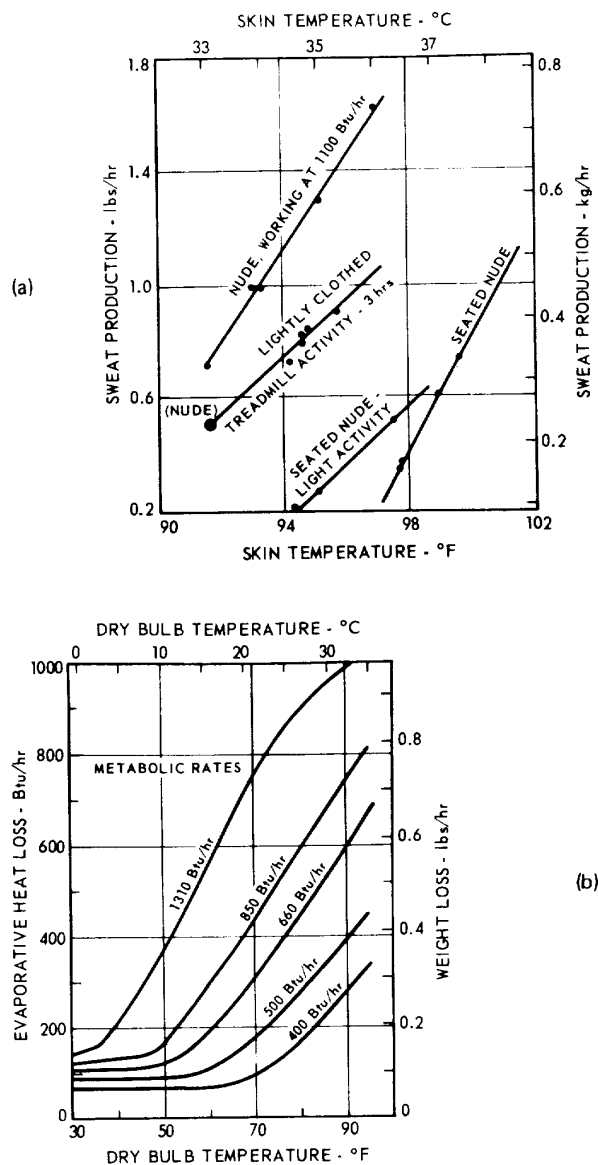 SKIN TEMPERATURE - °C
33 35 37
1.8
1.4
1.0
0.6
0.2
SWEAT PRODUCTION - lbs/hr
(a)
NUDE, WORKING AT 1100 Btu/hr
LIGHTLY CLOTHED
TREADMILL ACTIVITY - 3 hrs
(NUDE)
SEATED NUDE -
LIGHT ACTIVITY
SEATED NUDE
0.8
0.6
0.4
0.2
SWEAT PRODUCTION - kg/hr
90 94 98 102
SKIN TEMPERATURE - °F
DRY BULB TEMPERATURE - °C
0 10 20 30
1000
800
600
400
200
0
EVAPORATIVE HEAT LOSS - Btu/hr
METABOLIC RATES
1310 Btu/hr
850 Btu/hr
660 Btu/hr
500 Btu/hr
400 Btu/hr
0.8
0.6
0.4
0.2
0
WEIGHT LOSS - lbs/hr
(b)
30 50 70 90
DRY BULB TEMPERATURE - °F